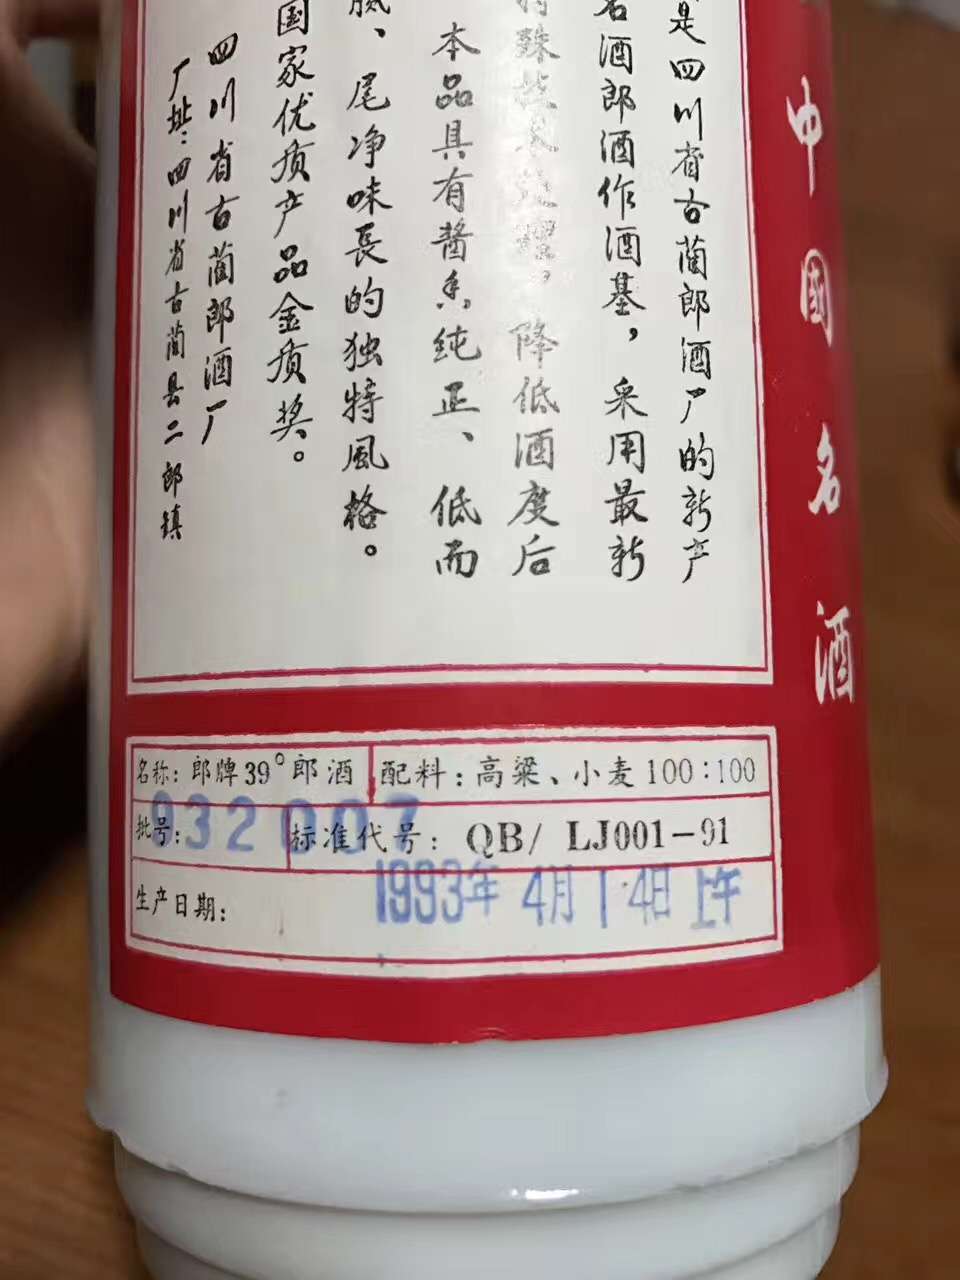 是四川省古蔺郎酒厂的新产
名酒郎酒作酒基，采用最新
降低酒度后
本品具有酱香纯正、低而
腻、尾净味長的独特風格。
国家优质产品金质奖。
四川省古蔺郎酒厂
厂址：四川省古蔺县二郎镇
中國名酒
名称：郎牌39°郎酒 配料：高粱、小麦100:100
批号：932007 标准代号：QB/ LJ001-91
生产日期：1993年 4月14日 上午